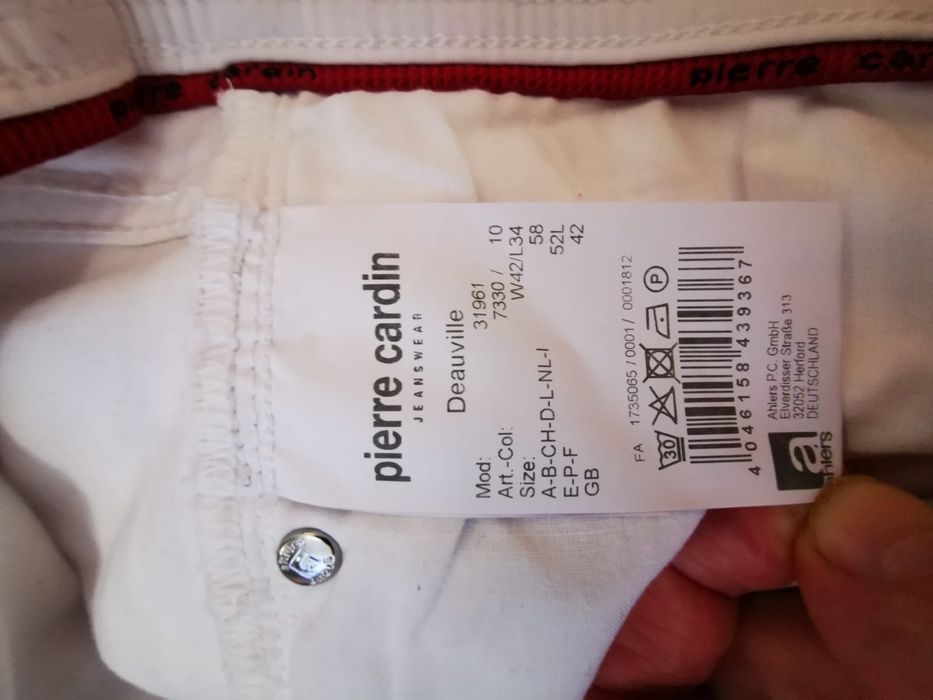 pierre cardin
pierre car
pierre cardin
JEANSWEAR
Deauville
Mod: 31961
Art.-Col: 7330 / 10
Size: W42/L34
A-B-CH-D-L-NL-I 58
E-P-F 52L
GB 42
FA 1735065 / 0001 / 0001812
30 P
4 046158 439367
a
ahlers
Ahlers P.C. GmbH
Elverdisser Straße 313
32052 Herford
DEUTSCHLAND